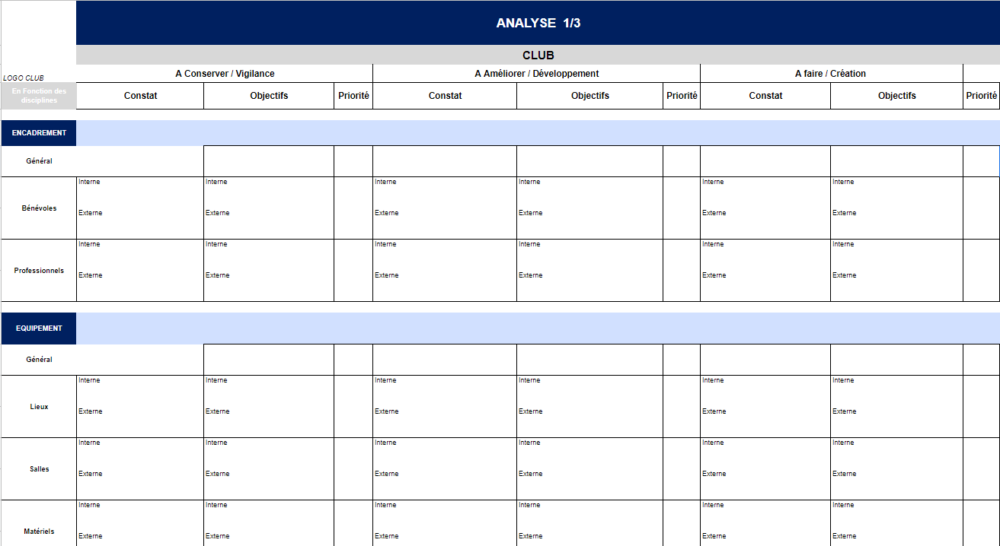 ANALYSE 1/3
CLUB
LOGO CLUB
A Conserver / Vigilance A Améliorer / Développement A faire / Création
En Fonction des
disciplines
Constat Objectifs Priorité Constat Objectifs Priorité Constat Objectifs Priorité
ENCADREMENT
Général
Interne Interne Interne Interne Interne Interne
Bénévoles
Externe Externe Externe Externe Externe Externe
Interne Interne Interne Interne Interne Interne
Professionnels
Externe Externe Externe Externe Externe Externe
EQUIPEMENT
Général
Interne Interne Interne Interne Interne Interne
Lieux
Externe Externe Externe Externe Externe Externe
Interne Interne Interne Interne Interne Interne
Salles
Externe Externe Externe Externe Externe Externe
Interne Interne Interne Interne Interne Interne
Matériels
Externe Externe Externe Externe Externe Externe